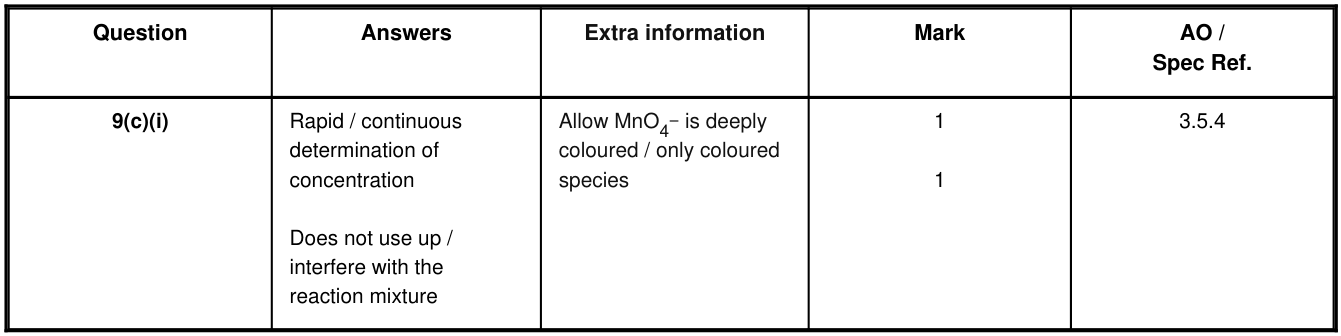 Question
Answers
Extra information
Mark
AO /
Spec Ref.
9(c)(i)
Rapid / continuous
determination of
concentration
Does not use up /
interfere with the
reaction mixture
Allow MnO₄⁻ is deeply
coloured / only coloured
species
1
1
3.5.4